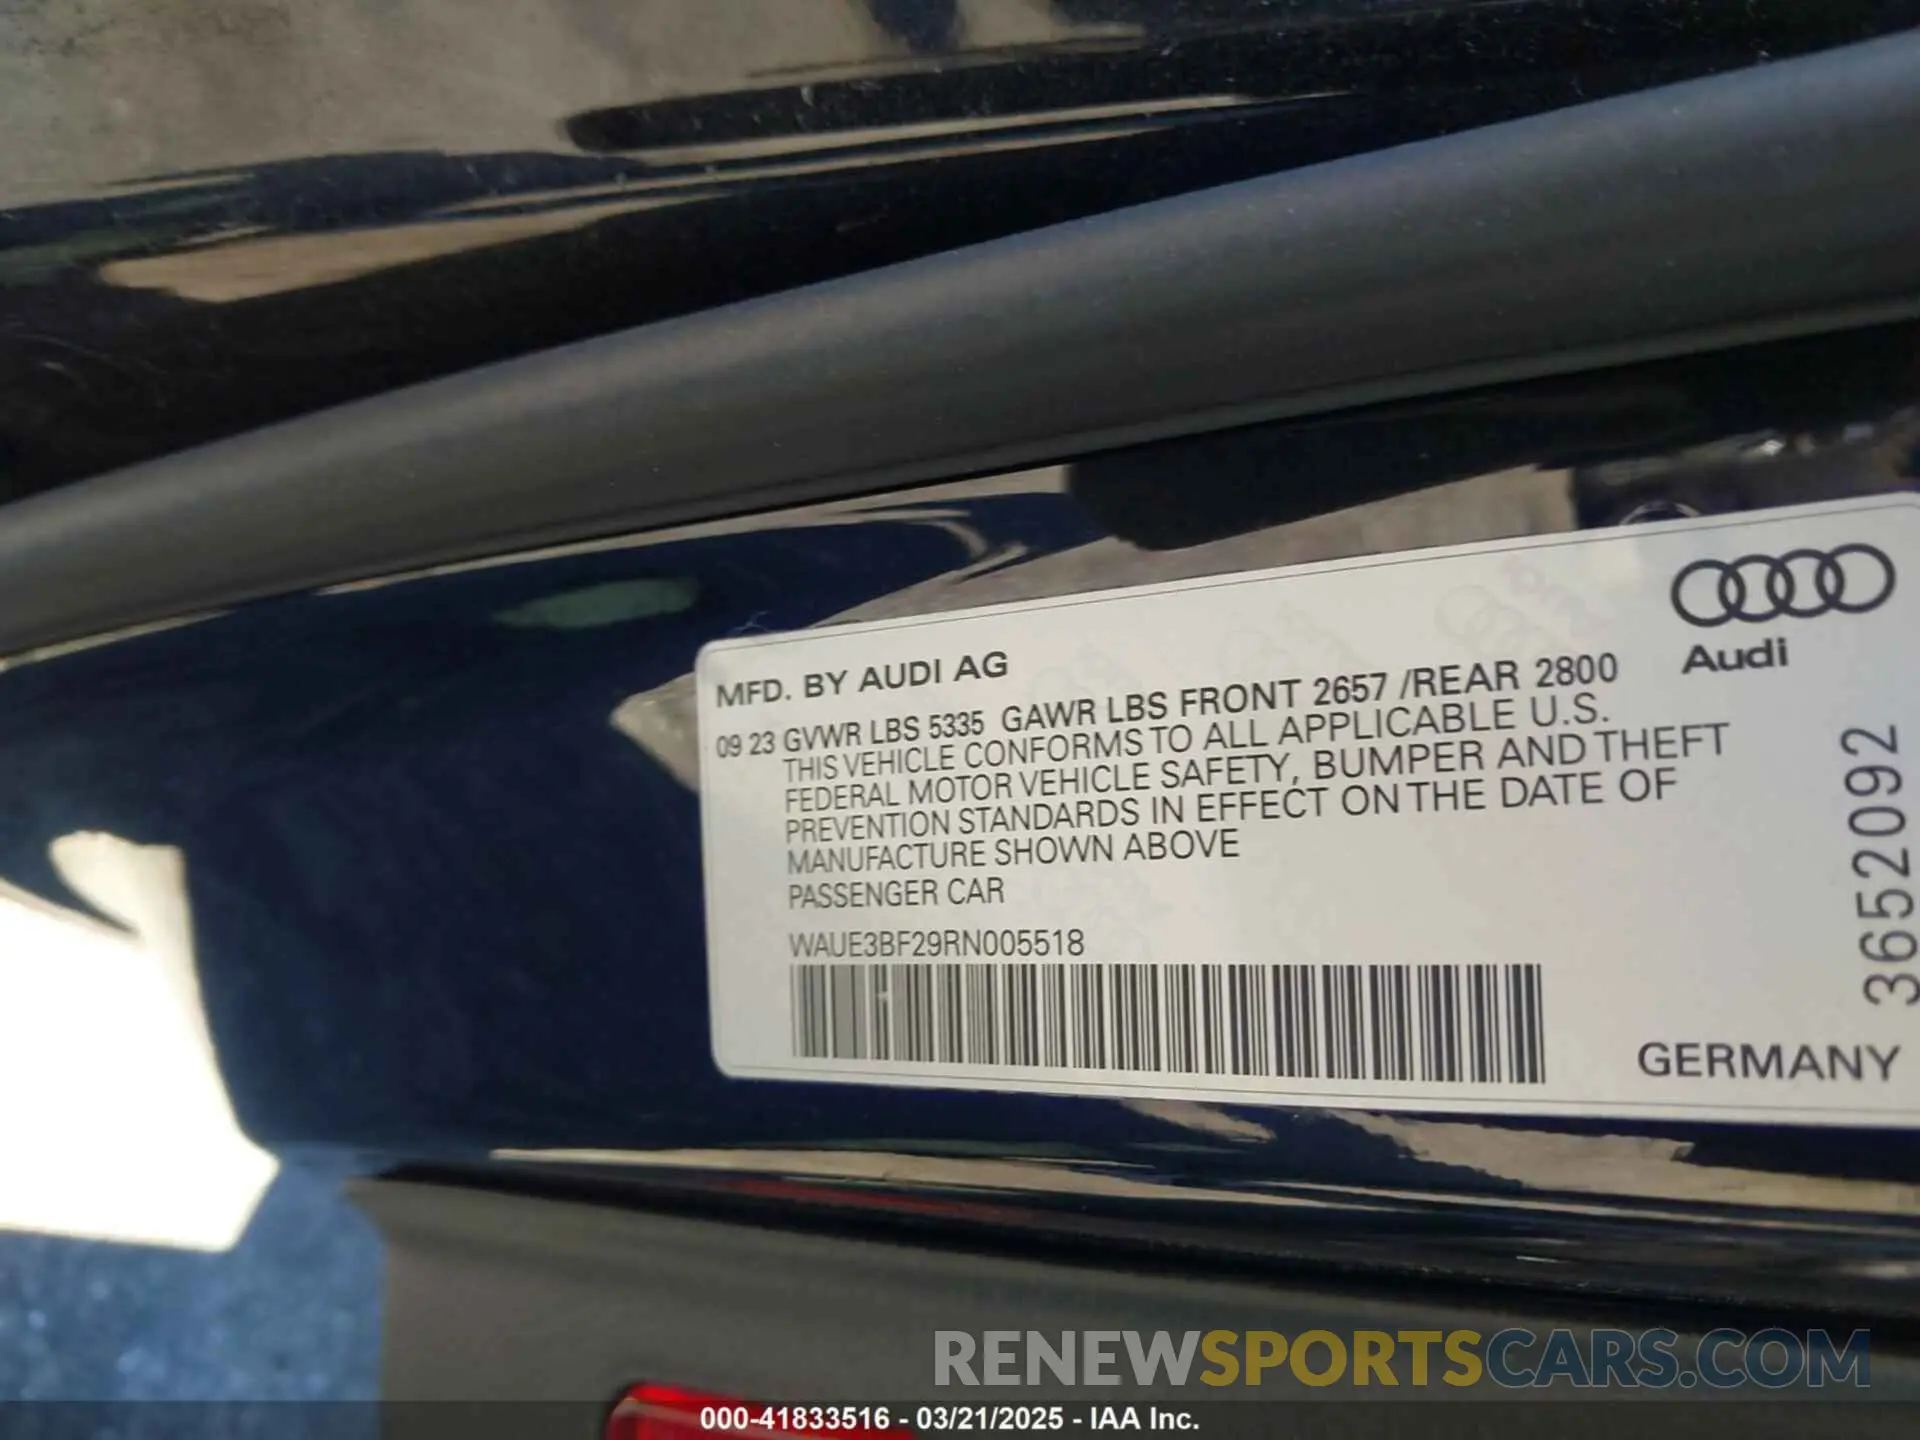 Audi
MFD. BY AUDI AG
09 23 GVWR LBS 5335 GAWR LBS FRONT 2657 /REAR 2800
THIS VEHICLE CONFORMS TO ALL APPLICABLE U.S.
FEDERAL MOTOR VEHICLE SAFETY, BUMPER AND THEFT
PREVENTION STANDARDS IN EFFECT ON THE DATE OF
MANUFACTURE SHOWN ABOVE
PASSENGER CAR
WAUE3BF29RN005518
3652092
GERMANY
RENEWSPORTSCARS.COM
000-41833516 - 03/21/2025 - IAA Inc.